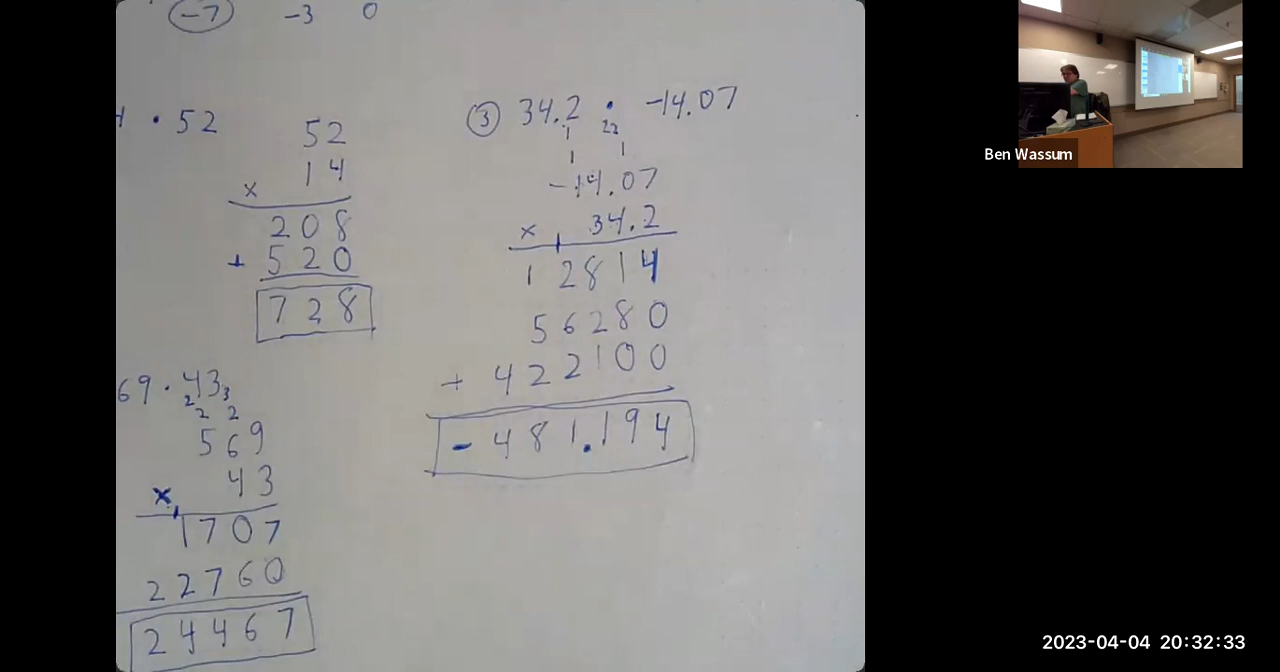 -7 -3 0
4 · 52
52
x 14
208
+ 520
728
69 · 43
569
x 43
1707
22760
24467
③ 34.2 · -14.07
-14.07
x 34.2
12814
56280
+ 422100
-481.194
Ben Wassum
2023-04-04 20:32:33